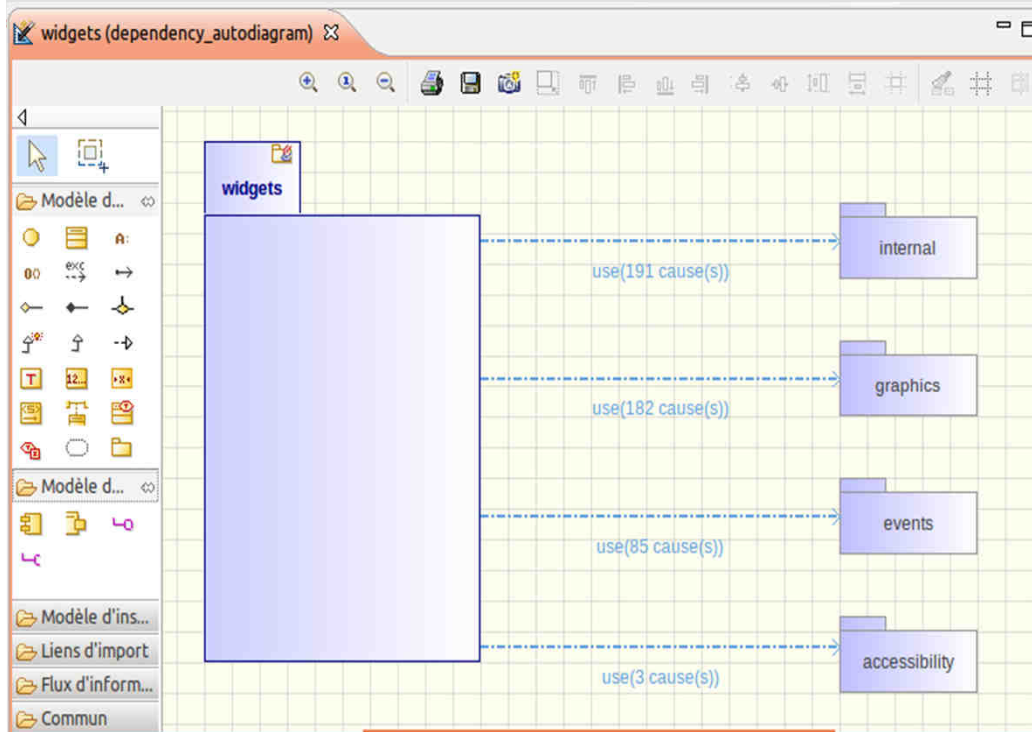 widgets (dependency_autodiagram)
Modèle d...
Modèle d...
Modèle d'ins...
Liens d'import
Flux d'inform...
Commun
widgets
use(191 cause(s))
internal
use(182 cause(s))
graphics
use(85 cause(s))
events
use(3 cause(s))
accessibility